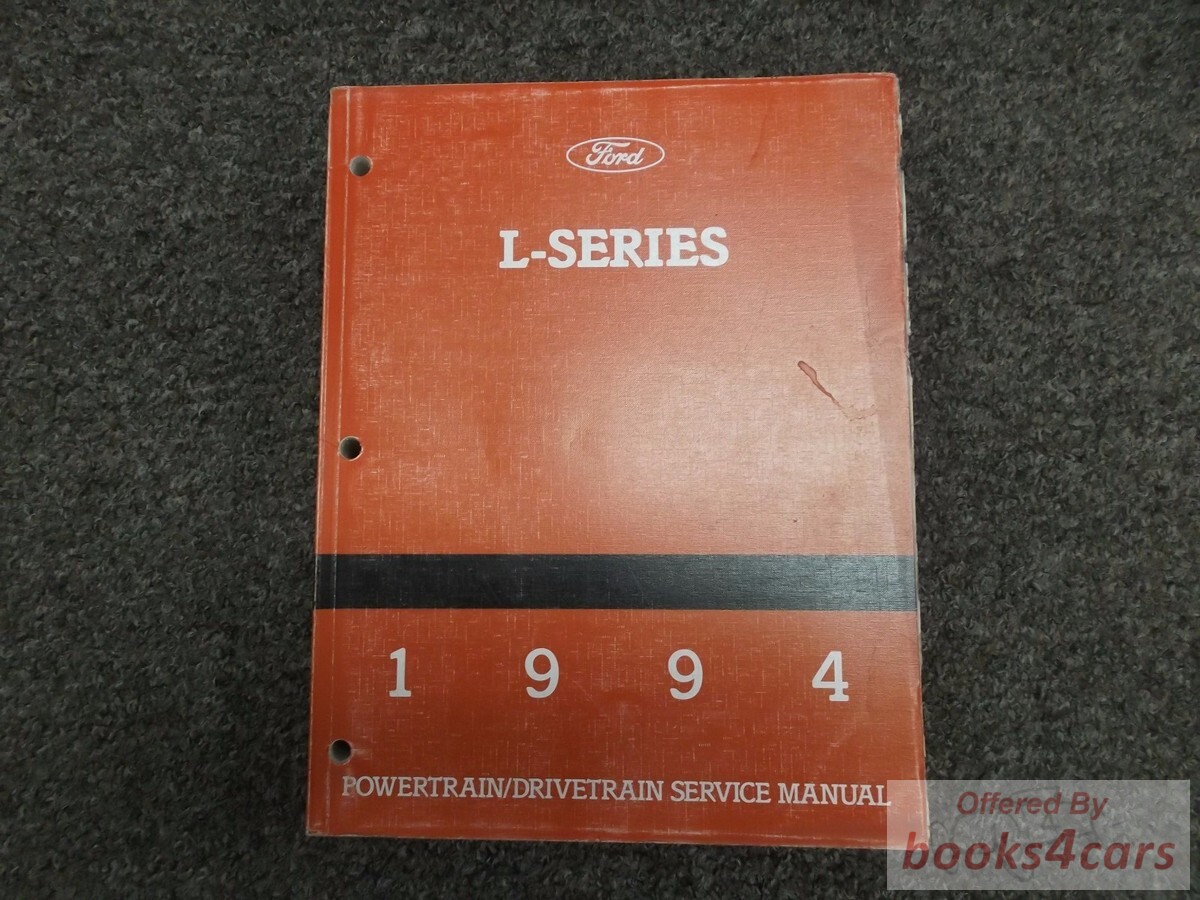 Ford
L-SERIES
1 9 9 4
POWERTRAIN/DRIVETRAIN SERVICE MANUAL
Offered By
books4cars